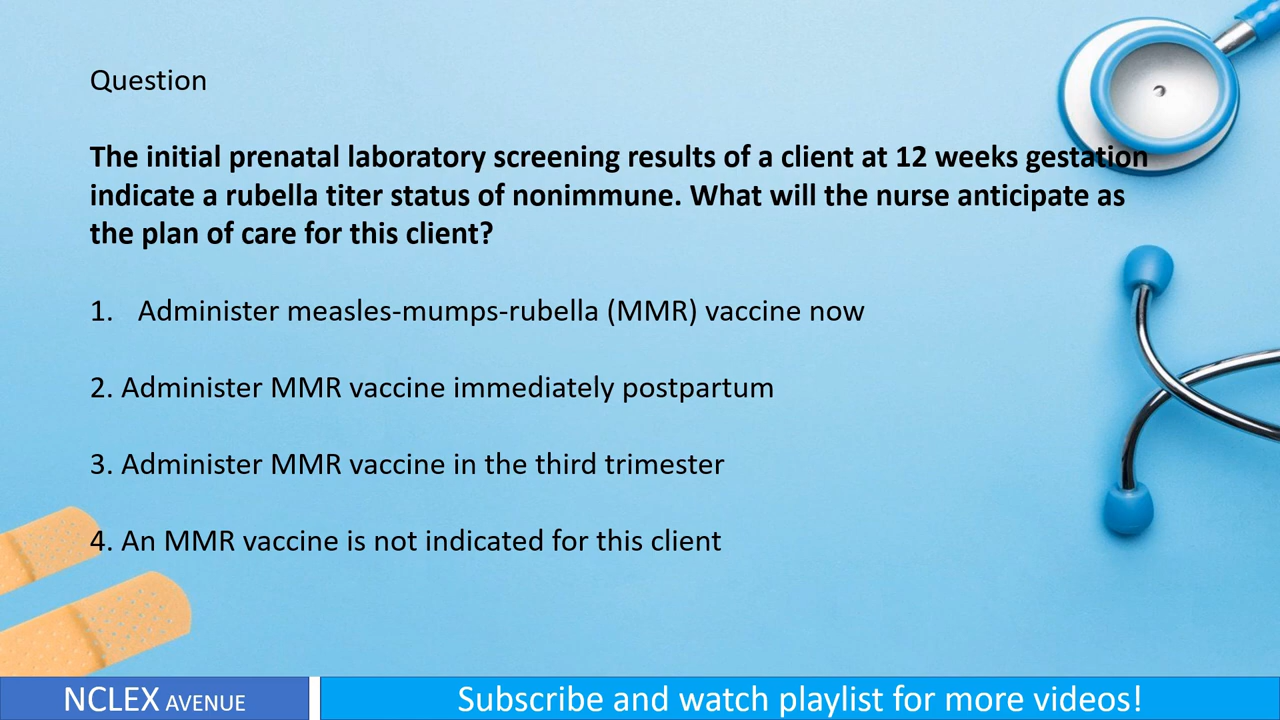 Question
The initial prenatal laboratory screening results of a client at 12 weeks gestation
indicate a rubella titer status of nonimmune. What will the nurse anticipate as
the plan of care for this client?
1. Administer measles-mumps-rubella (MMR) vaccine now
2. Administer MMR vaccine immediately postpartum
3. Administer MMR vaccine in the third trimester
4. An MMR vaccine is not indicated for this client
NCLEX AVENUE
Subscribe and watch playlist for more videos!